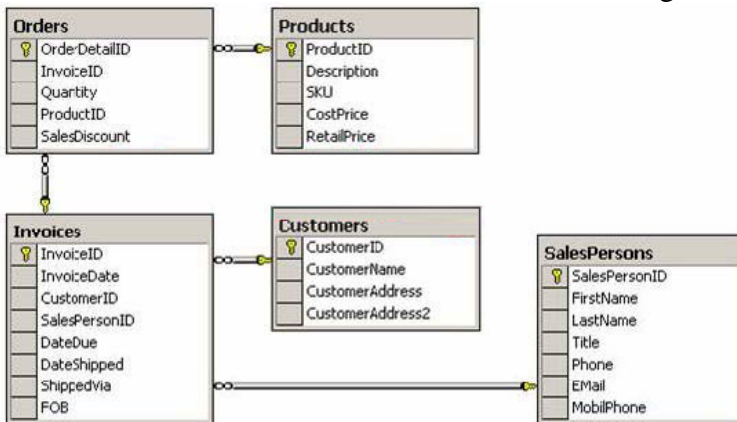 Orders
OrderDetailID
InvoiceID
Quantity
ProductID
SalesDiscount
Products
ProductID
Description
SKU
CostPrice
RetailPrice
Invoices
InvoiceID
InvoiceDate
CustomerID
SalesPersonID
DateDue
DateShipped
ShippedVia
FOB
Customers
CustomerID
CustomerName
CustomerAddress
CustomerAddress2
SalesPersons
SalesPersonID
FirstName
LastName
Title
Phone
EMail
MobilPhone